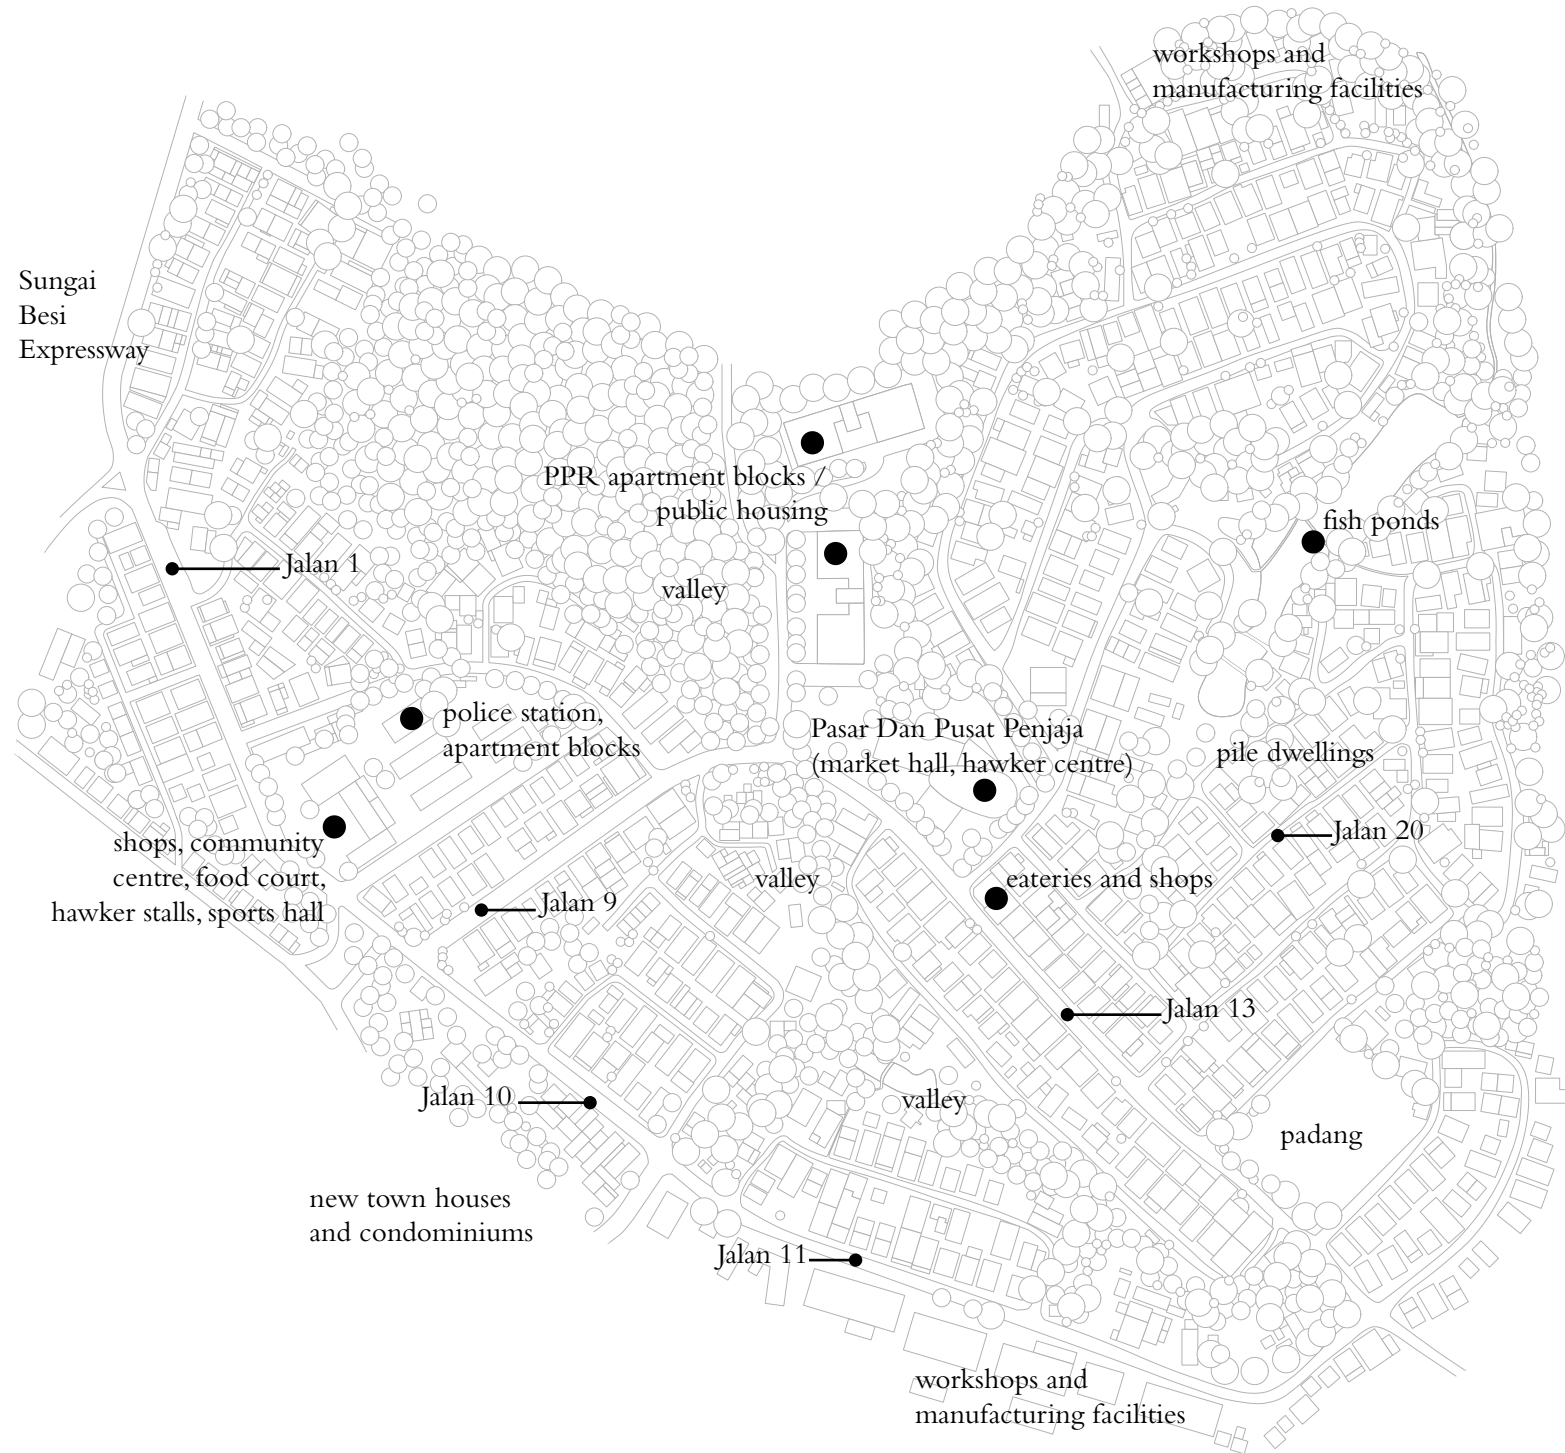 workshops and
manufacturing facilities
Sungai
Besi
Expressway
PPR apartment blocks /
public housing
fish ponds
Jalan 1
valley
police station,
apartment blocks
Pasar Dan Pusat Penjaja
(market hall, hawker centre)
pile dwellings
Jalan 20
shops, community
centre, food court,
hawker stalls, sports hall
valley
eateries and shops
Jalan 9
Jalan 13
Jalan 10
valley
padang
new town houses
and condominiums
Jalan 11
workshops and
manufacturing facilities